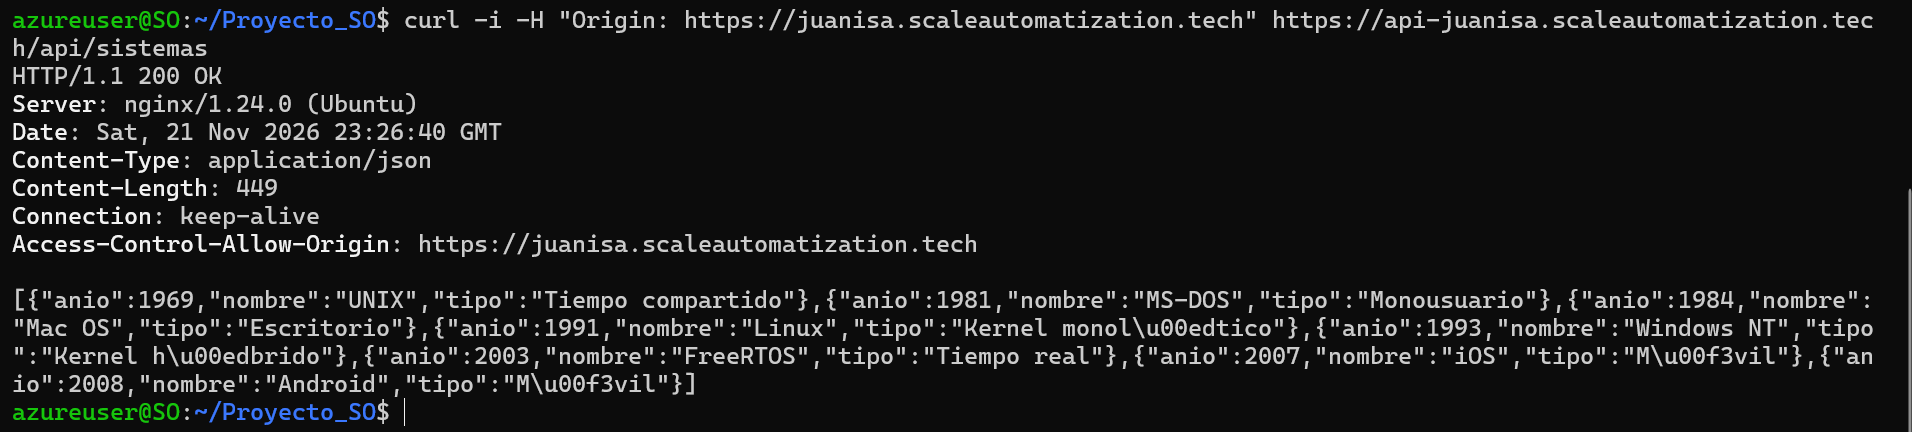 azureuser@SO:~/Proyecto_SO$ curl -i -H "Origin: https://juanisa.scaleautomatization.tech" https://api-juanisa.scaleautomatization.tec
h/api/sistemas
HTTP/1.1 200 OK
Server: nginx/1.24.0 (Ubuntu)
Date: Sat, 21 Nov 2026 23:26:40 GMT
Content-Type: application/json
Content-Length: 449
Connection: keep-alive
Access-Control-Allow-Origin: https://juanisa.scaleautomatization.tech

[{"anio":1969,"nombre":"UNIX","tipo":"Tiempo compartido"},{"anio":1981,"nombre":"MS-DOS","tipo":"Monousuario"},{"anio":1984,"nombre":
"Mac OS","tipo":"Escritorio"},{"anio":1991,"nombre":"Linux","tipo":"Kernel monol\u00edtico"},{"anio":1993,"nombre":"Windows NT","tipo
":"Kernel h\u00edbrido"},{"anio":2003,"nombre":"FreeRTOS","tipo":"Tiempo real"},{"anio":2007,"nombre":"iOS","tipo":"M\u00f3vil"},{"an
io":2008,"nombre":"Android","tipo":"M\u00f3vil"}]
azureuser@SO:~/Proyecto_SO$